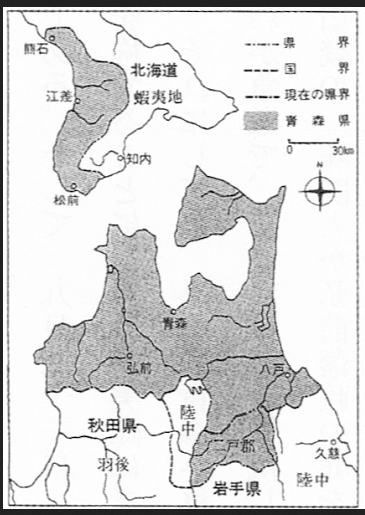 熊石
北海道
江差
蝦夷地
知内
松前
県　界
国　界
現在の県界
青　森　県
0　30km
N
青森
弘前
八戸
秋田県
陸中
二戸郡
羽後
久慈
陸中
岩手県